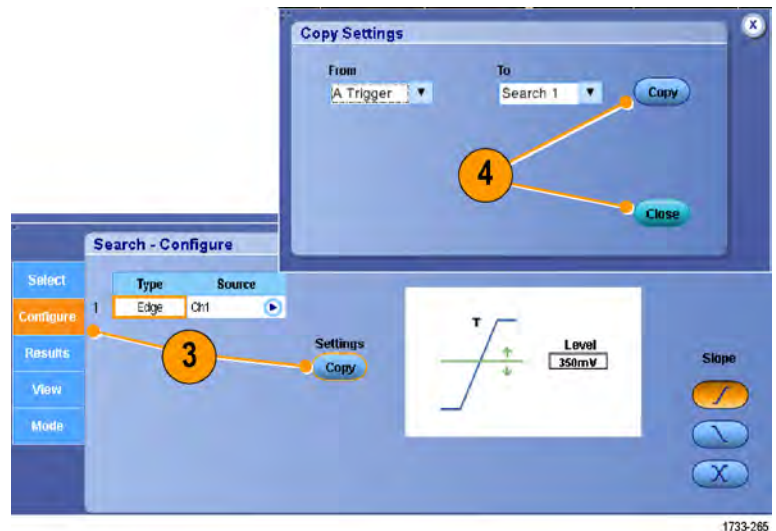 Copy Settings
X
From
To
A Trigger
Search 1
Copy
4
Close
Search - Configure
Select
Type
Source
Configure
1
Edge
Ch1
Results
3
Settings
Copy
T
Level
350mV
Slope
View
Mode
1733-265